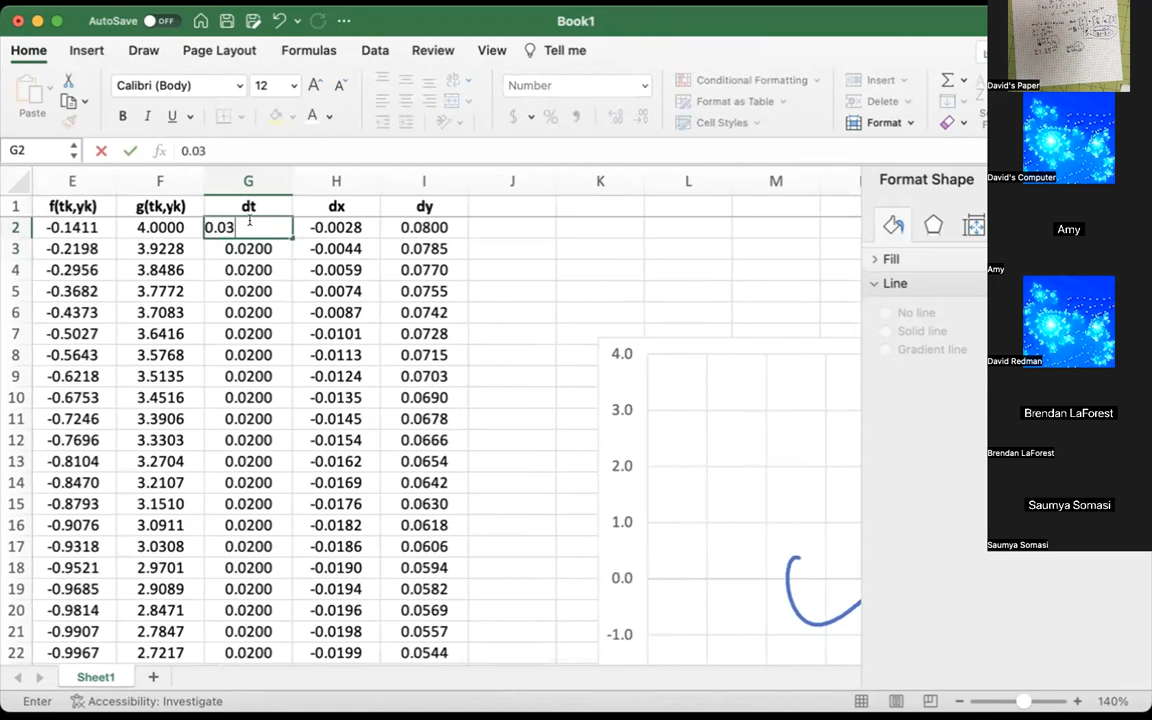 AutoSave OFF Book1
Home Insert Draw Page Layout Formulas Data Review View Tell me
Paste Calibri (Body) 12 Number Conditional Formatting Insert
Format as Table Delete
B I U A $ % Cell Styles Format
G2 fx 0.03
E F G H I J K L M
1 f(tk,yk) g(tk,yk) dt dx dy
2 -0.1411 4.0000 0.03 -0.0028 0.0800
3 -0.2198 3.9228 0.0200 -0.0044 0.0785
4 -0.2956 3.8486 0.0200 -0.0059 0.0770
5 -0.3682 3.7772 0.0200 -0.0074 0.0755
6 -0.4373 3.7083 0.0200 -0.0087 0.0742
7 -0.5027 3.6416 0.0200 -0.0101 0.0728
8 -0.5643 3.5768 0.0200 -0.0113 0.0715
9 -0.6218 3.5135 0.0200 -0.0124 0.0703
10 -0.6753 3.4516 0.0200 -0.0135 0.0690
11 -0.7246 3.3906 0.0200 -0.0145 0.0678
12 -0.7696 3.3303 0.0200 -0.0154 0.0666
13 -0.8104 3.2704 0.0200 -0.0162 0.0654
14 -0.8470 3.2107 0.0200 -0.0169 0.0642
15 -0.8793 3.1510 0.0200 -0.0176 0.0630
16 -0.9076 3.0911 0.0200 -0.0182 0.0618
17 -0.9318 3.0308 0.0200 -0.0186 0.0606
18 -0.9521 2.9701 0.0200 -0.0190 0.0594
19 -0.9685 2.9089 0.0200 -0.0194 0.0582
20 -0.9814 2.8471 0.0200 -0.0196 0.0569
21 -0.9907 2.7847 0.0200 -0.0198 0.0557
22 -0.9967 2.7217 0.0200 -0.0199 0.0544
4.0
3.0
2.0
1.0
0.0
-1.0
Format Shape
Fill
Line
No line
Solid line
Gradient line
Sheet1
Enter Accessibility: Investigate 140%
David's Paper
David's Computer
Amy
Amy
David Redman
Brendan LaForest
Brendan LaForest
Saumya Somasi
Saumya Somasi